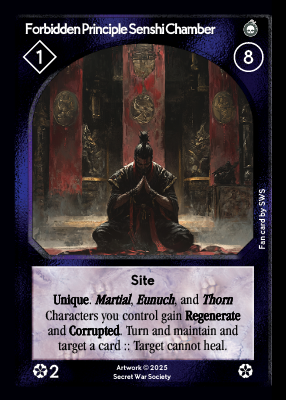 Forbidden Principle Senshi Chamber
1
8
Fan card by SWS
Site
Unique. Martial, Eunuch, and Thorn
Characters you control gain Regenerate
and Corrupted. Turn and maintain and
target a card :: Target cannot heal.
2
Artwork © 2025
Secret War Society